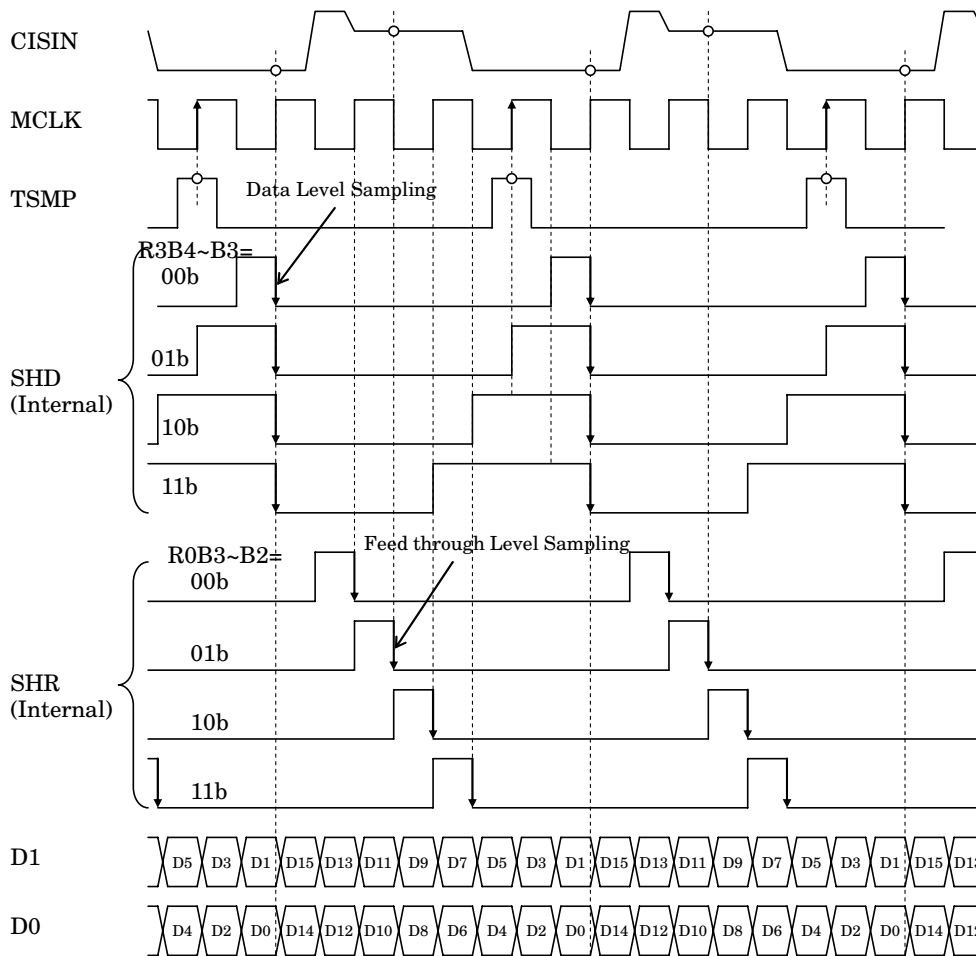 CISIN
MCLK
TSMP
Data Level Sampling
R3B4~B3=
00b
01b
SHD
(Internal)
10b
11b
Feed through Level Sampling
R0B3~B2=
00b
01b
SHR
(Internal)
10b
11b
D1 D5 D3 D1 D15 D13 D11 D9 D7 D5 D3 D1 D15 D13 D11 D9 D7 D5 D3 D1 D15 D13
D0 D4 D2 D0 D14 D12 D10 D8 D6 D4 D2 D0 D14 D12 D10 D8 D6 D4 D2 D0 D14 D12